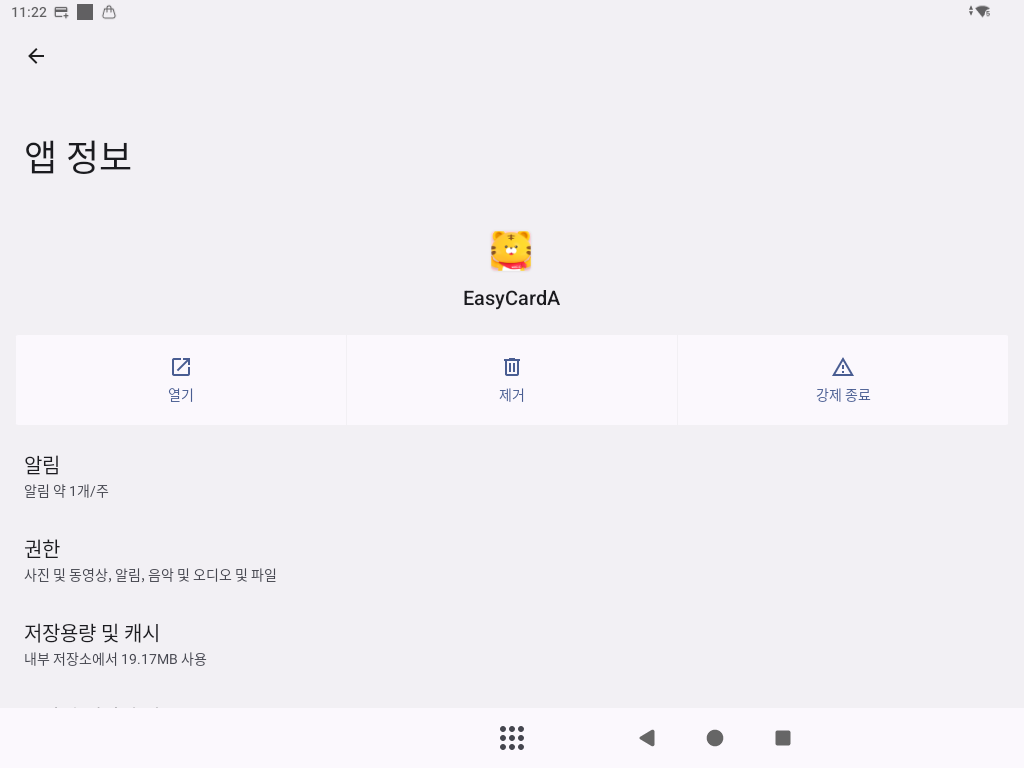 11:22
앱 정보
EasyCardA
열기
제거
강제 종료
알림
알림 약 1개/주
권한
사진 및 동영상, 알림, 음악 및 오디오 및 파일
저장용량 및 캐시
내부 저장소에서 19.17MB 사용